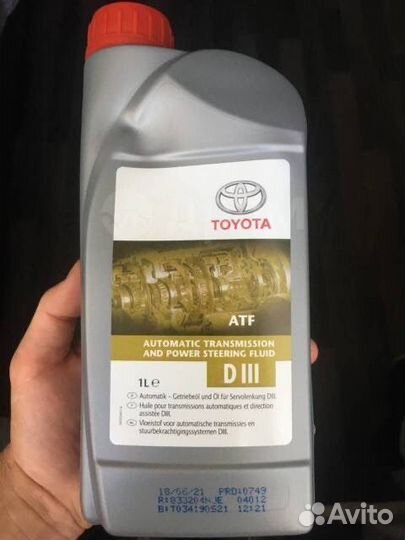 TOYOTA
ATF
AUTOMATIC TRANSMISSION
AND POWER STEERING FLUID
D III
1L e
Automatik – Getriebeöl und Öl für Servolenkung DIII.
Huile pour transmissions automatiques et direction
assistée DIII.
Vloeistof voor automatische transmissies en
stuurbekrachtigingssystemen DIII.
18/06/21 PRD:0749
R:833204NJE 04012
B:T034190521 12:21
Avito